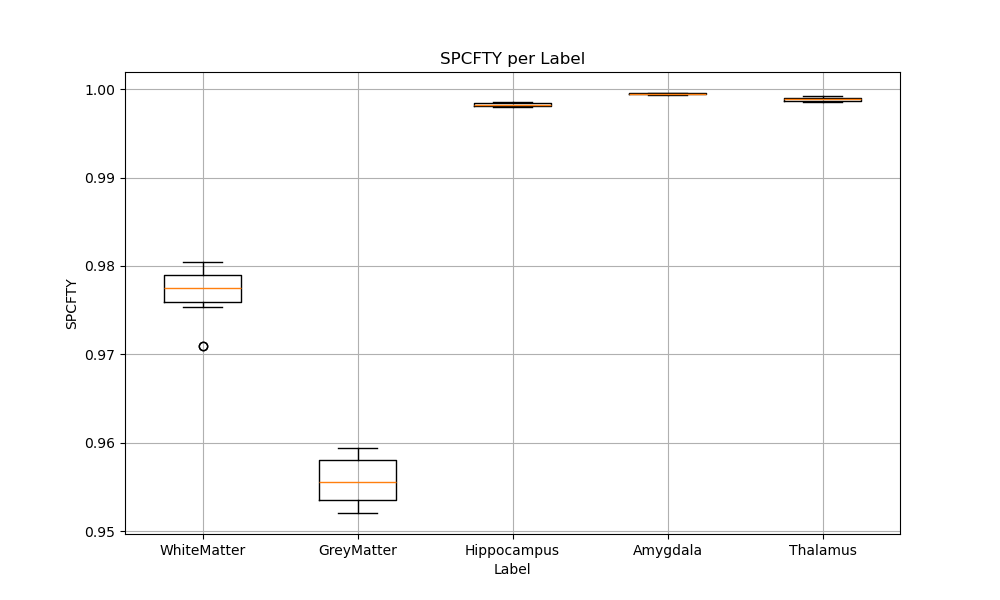 SPCFTY per Label
1.00
0.99
0.98
0.97
0.96
0.95
SPCFTY
WhiteMatter
GreyMatter
Hippocampus
Amygdala
Thalamus
Label